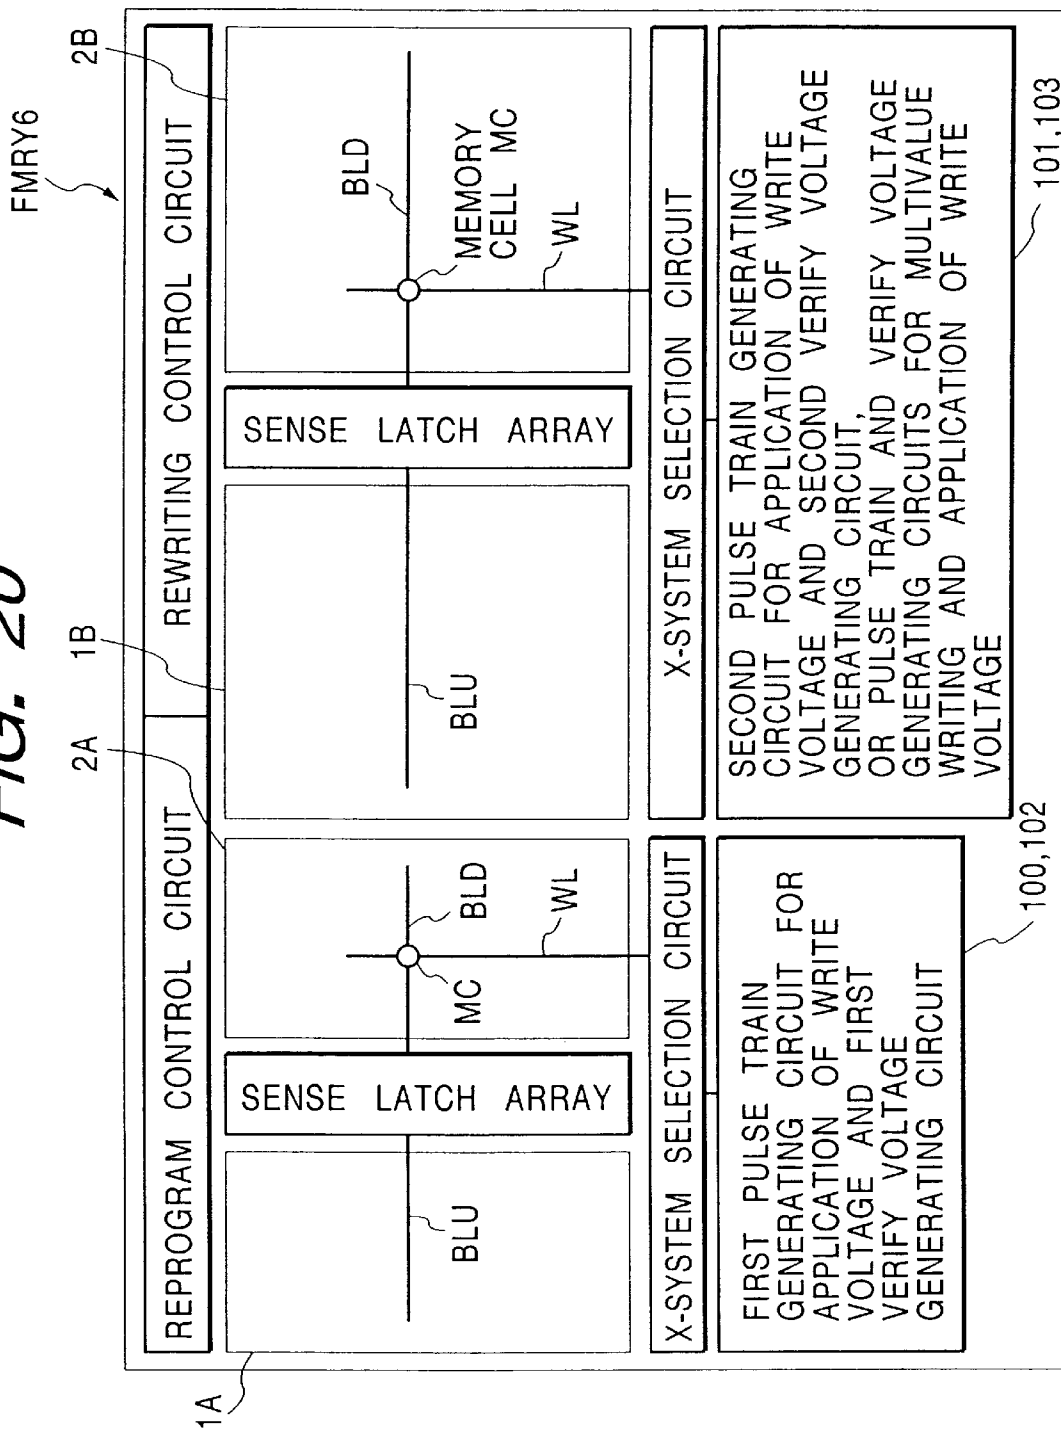 FIG. 20
FMRY6
1A
2A
1B
2B
REPROGRAM CONTROL CIRCUIT
REWRITING CONTROL CIRCUIT
BLU
SENSE LATCH ARRAY
MC
BLD
WL
BLU
SENSE LATCH ARRAY
BLD
MEMORY
CELL MC
WL
X-SYSTEM SELECTION CIRCUIT
X-SYSTEM SELECTION CIRCUIT
FIRST PULSE TRAIN
GENERATING CIRCUIT FOR
APPLICATION OF WRITE
VOLTAGE AND FIRST
VERIFY VOLTAGE
GENERATING CIRCUIT
100,102
SECOND PULSE TRAIN GENERATING
CIRCUIT FOR APPLICATION OF WRITE
VOLTAGE AND SECOND VERIFY VOLTAGE
GENERATING CIRCUIT,
OR PULSE TRAIN AND VERIFY VOLTAGE
GENERATING CIRCUITS FOR MULTIVALUE
WRITING AND APPLICATION OF WRITE
VOLTAGE
101,103